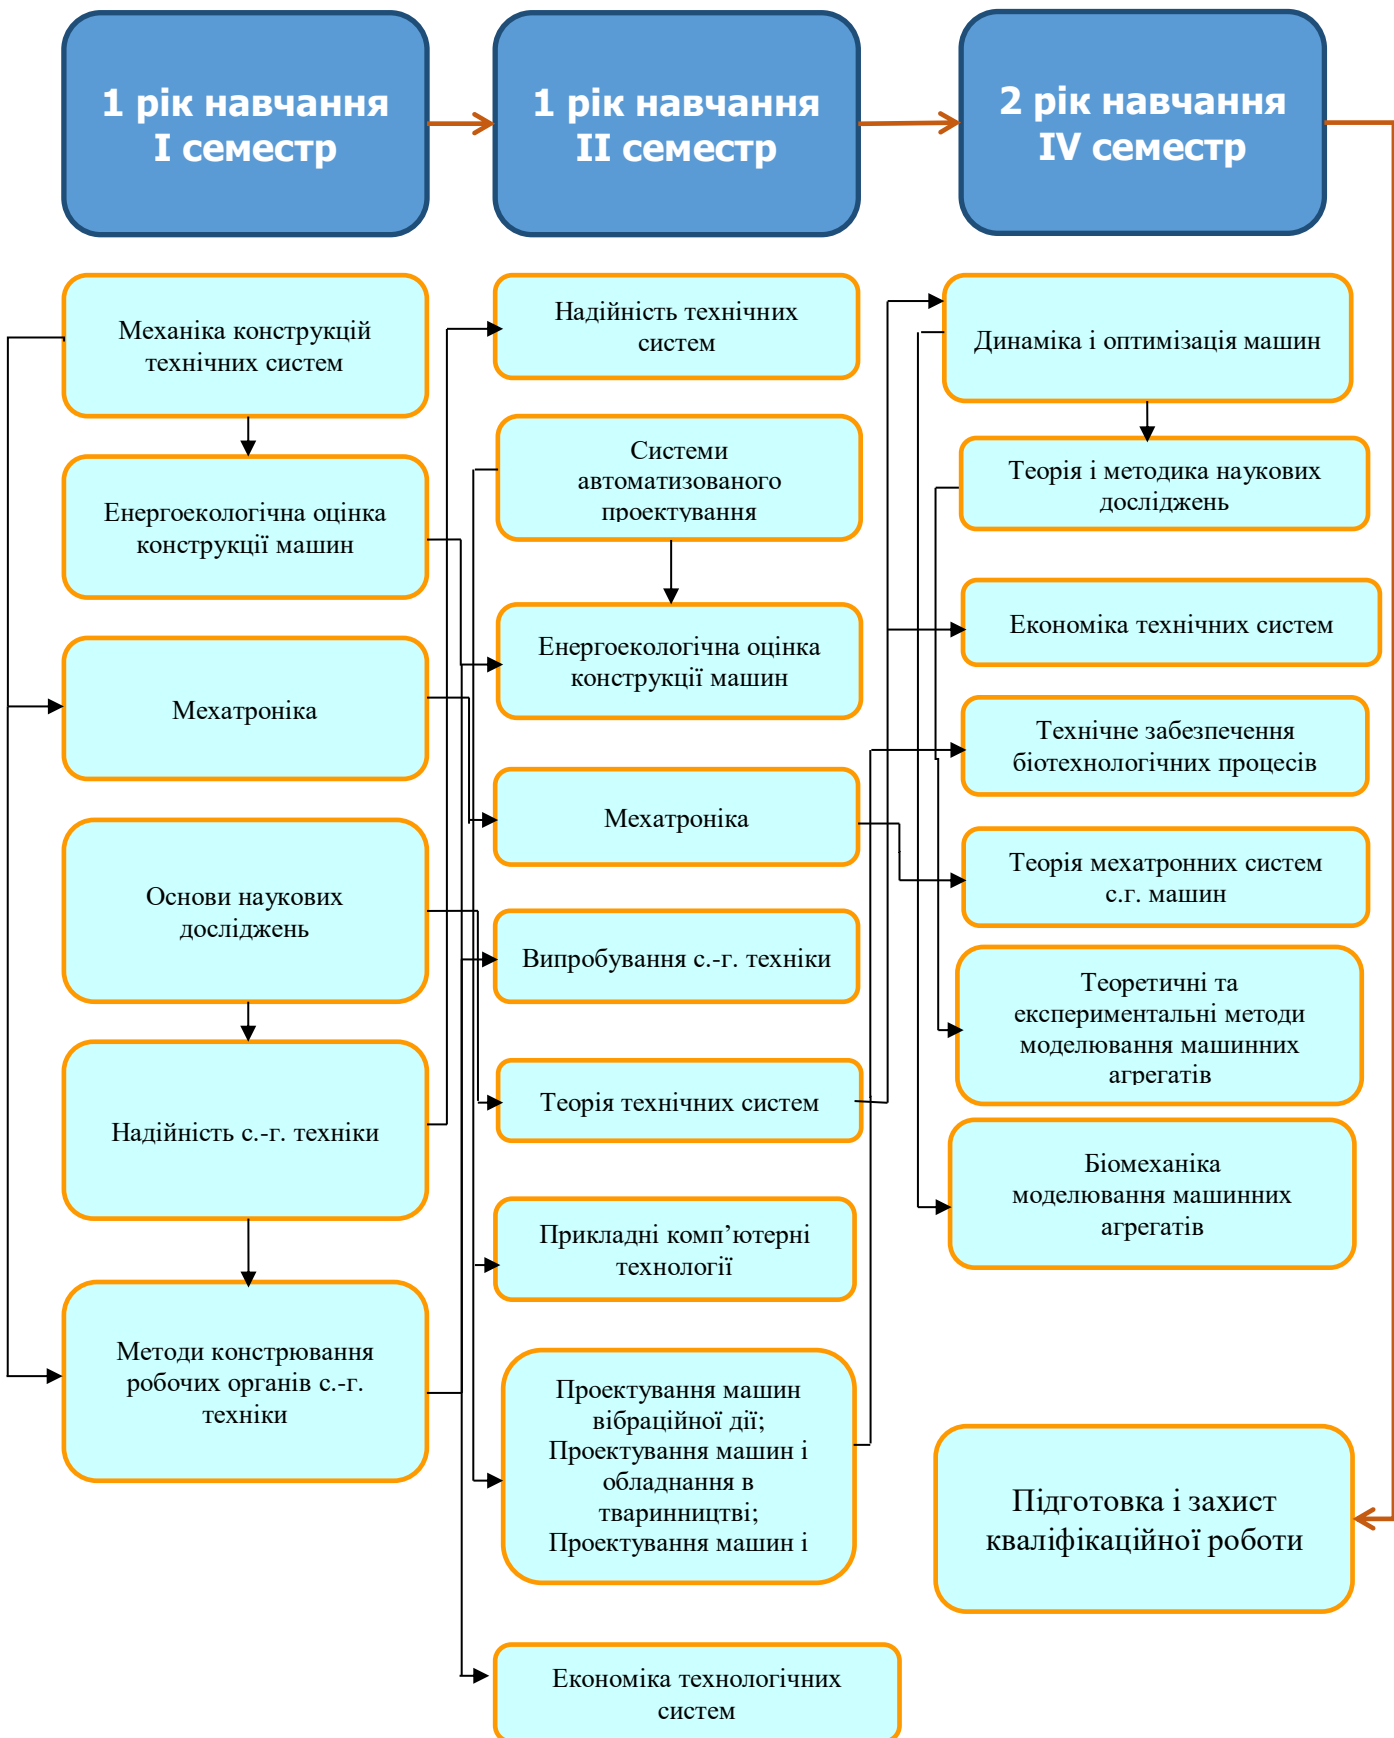 1 рік навчання
I семестр
1 рік навчання
II семестр
2 рік навчання
IV семестр
Механіка конструкцій
технічних систем
Енергоекологічна оцінка
конструкції машин
Мехатроніка
Основи наукових
досліджень
Надійність с.-г. техніки
Методи констрювання
робочих органів с.-г.
техніки
Надійність технічних
систем
Системи
автоматизованого
проектування
Енергоекологічна оцінка
конструкції машин
Мехатроніка
Випробування с.-г. техніки
Теорія технічних систем
Прикладні комп’ютерні
технології
Проектування машин
вібраційної дії;
Проектування машин і
обладнання в
тваринництві;
Проектування машин і
Економіка технологічних
систем
Динаміка і оптимізація машин
Теорія і методика наукових
досліджень
Економіка технічних систем
Технічне забезпечення
біотехнологічних процесів
Теорія мехатронних систем
с.г. машин
Теоретичні та
експериментальні методи
моделювання машинних
агрегатів
Біомеханіка
моделювання машинних
агрегатів
Підготовка і захист
кваліфікаційної роботи